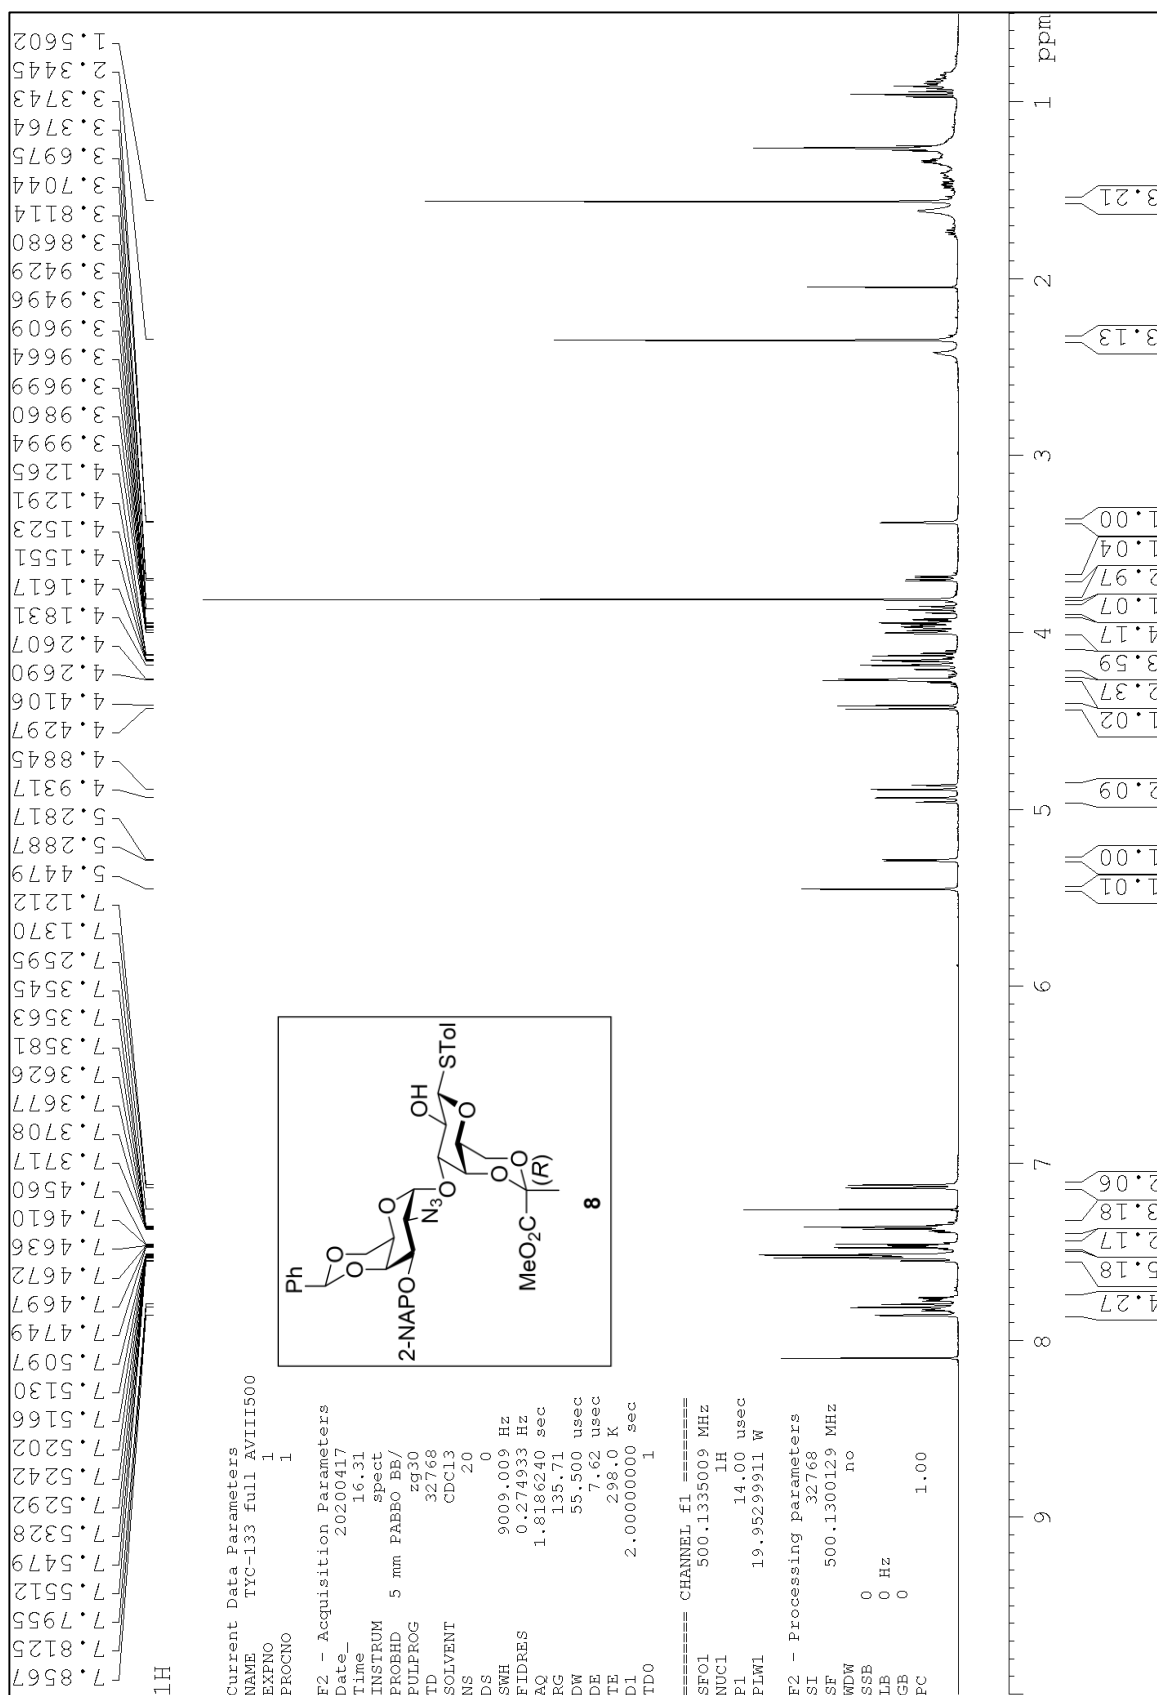 7.8567
7.8125
7.7955
7.5512
7.5479
7.5328
7.5292
7.5242
7.5202
7.5166
7.5130
7.5097
7.4749
7.4697
7.4672
7.4636
7.4610
7.4560
7.3717
7.3708
7.3677
7.3626
7.3581
7.3563
7.3545
7.2595
7.1370
7.1212
5.4479
5.2887
5.2817
4.9317
4.8845
4.4297
4.4106
4.2690
4.2607
4.1831
4.1617
4.1551
4.1523
4.1291
4.1265
3.9994
3.9860
3.9699
3.9664
3.9609
3.9496
3.9429
3.8680
3.8114
3.7044
3.6975
3.3764
3.3743
2.3445
1.5602
1H
Current Data Parameters
NAME TYC-133 full AVIII500
EXPNO 1
PROCNO 1
F2 - Acquisition Parameters
Date_ 20200417
Time 16.31
INSTRUM spect
PROBHD 5 mm PABBO BB/
PULPROG zg30
TD 32768
SOLVENT CDCl3
NS 20
DS 0
SWH 9009.009 Hz
FIDRES 0.274933 Hz
AQ 1.8186240 sec
RG 135.71
DW 55.500 usec
DE 7.62 usec
TE 298.0 K
D1 2.00000000 sec
TD0 1
======== CHANNEL f1 ========
SFO1 500.1335009 MHz
NUC1 1H
P1 14.00 usec
PLW1 19.95299911 W
F2 - Processing parameters
SI 32768
SF 500.1300129 MHz
WDW no
SSB 0
LB 0 Hz
GB 0
PC 1.00
Ph
O
O
O
2-NAPO
N3
O
OH
O
STol
O
O
(R)
MeO2C
8
9
8
7
6
5
4
3
2
1
ppm
4.27
5.18
2.17
3.18
2.06
1.01
1.00
2.09
1.02
2.37
3.59
4.17
1.07
2.97
1.04
1.00
3.13
3.21